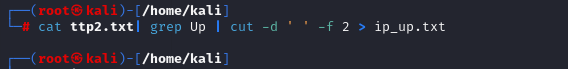 ┌──(root㉿kali)-[/home/kali]
└─# cat ttp2.txt| grep Up | cut -d ' ' -f 2 > ip_up.txt
┌──(root㉿kali)-[/home/kali]